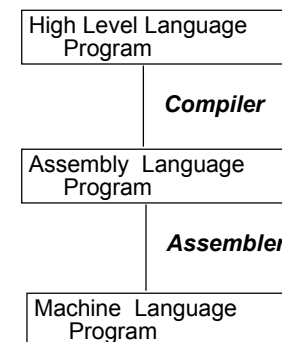 High Level Language
Program
Compiler
Assembly Language
Program
Assembler
Machine Language
Program